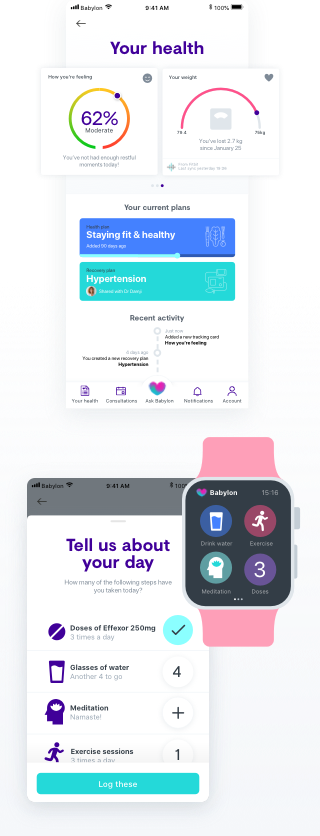 Babylon
9:41 AM
100%
Your health
How you're feeling
62%
Moderate
You've not had enough restful
moments today!
Your weight
79.4
75kg
You've lost 2.7 kg
since January 25
Last sync yesterday
Your current plans
Health plan
Staying fit & healthy
Added 90 days ago
Recovery plan
Hypertension
Shared with Dr
Recent activity
Just now
Added a new tracking card
How you're feeling
days ago
You created a new recovery plan
Hypertension
Your health
Consultations
Ask Babylon
Notifications
Account
Babylon
9:41 AM
Tell us about
your day
How many of the following steps have
you taken today?
Doses of Effexor 250mg
3 times a day
Glasses of water
Another 4 to go
4
Meditation
Namaste!
+
Exercise sessions
3 times a day
1
Log these
Babylon
15:16
Drink water
Exercise
3
Meditation
Doses